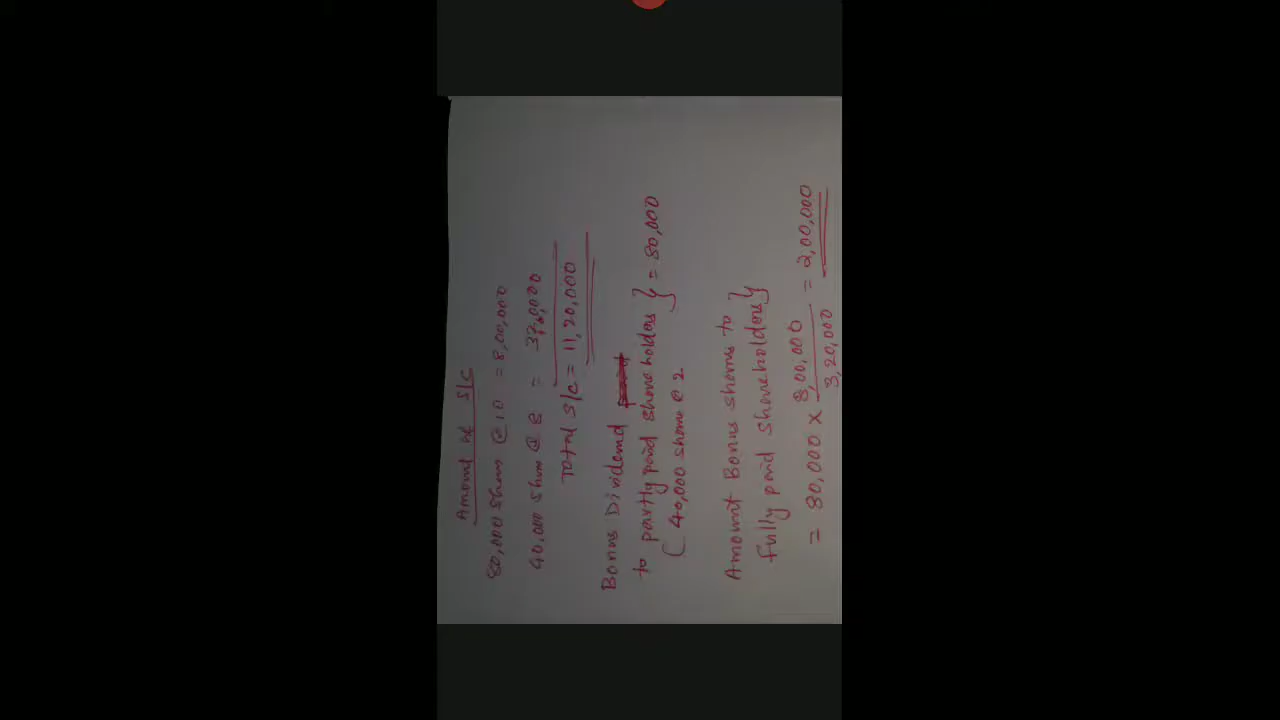 Amount of S/C
80,000 Shares @ 10 = 8,00,000
40,000 Shares @ 8 = 3,20,000
Total S/C = 11,20,000
Bonus Dividend
to partly paid shareholders } = 80,000
( 40,000 share @ 2
Amount Bonus shares to
fully paid shareholders }
= 80,000 × 8,00,000 / 3,20,000 = 2,00,000